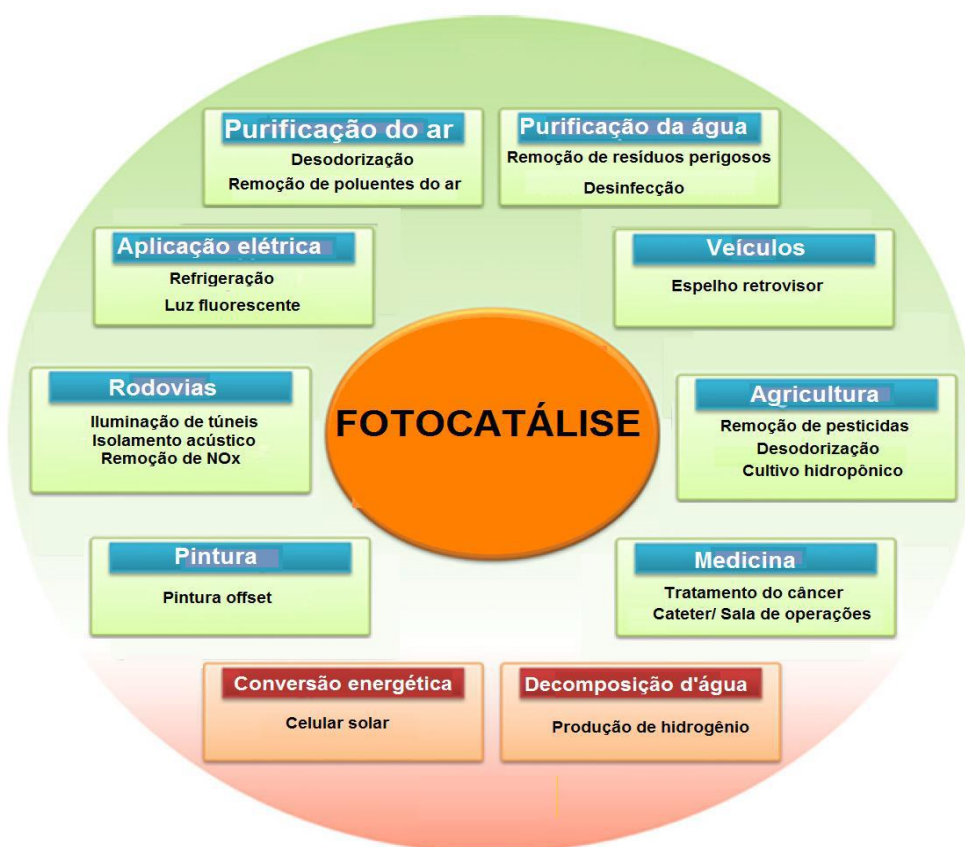 Purificação do ar
Desodorização
Remoção de poluentes do ar
Purificação da água
Remoção de resíduos perigosos
Desinfecção
Aplicação elétrica
Refrigeração
Luz fluorescente
Veículos
Espelho retrovisor
Rodovias
Iluminação de túneis
Isolamento acústico
Remoção de NOx
FOTOCATÁLISE
Agricultura
Remoção de pesticidas
Desodorização
Cultivo hidropônico
Pintura
Pintura offset
Medicina
Tratamento do câncer
Cateter/ Sala de operações
Conversão energética
Celular solar
Decomposição d'água
Produção de hidrogênio